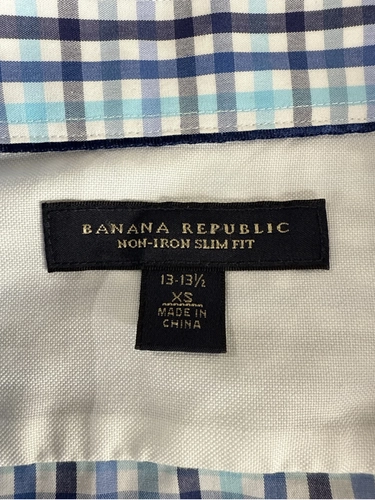 BANANA REPUBLIC
NON-IRON SLIM FIT
13-13½
XS
MADE IN
CHINA